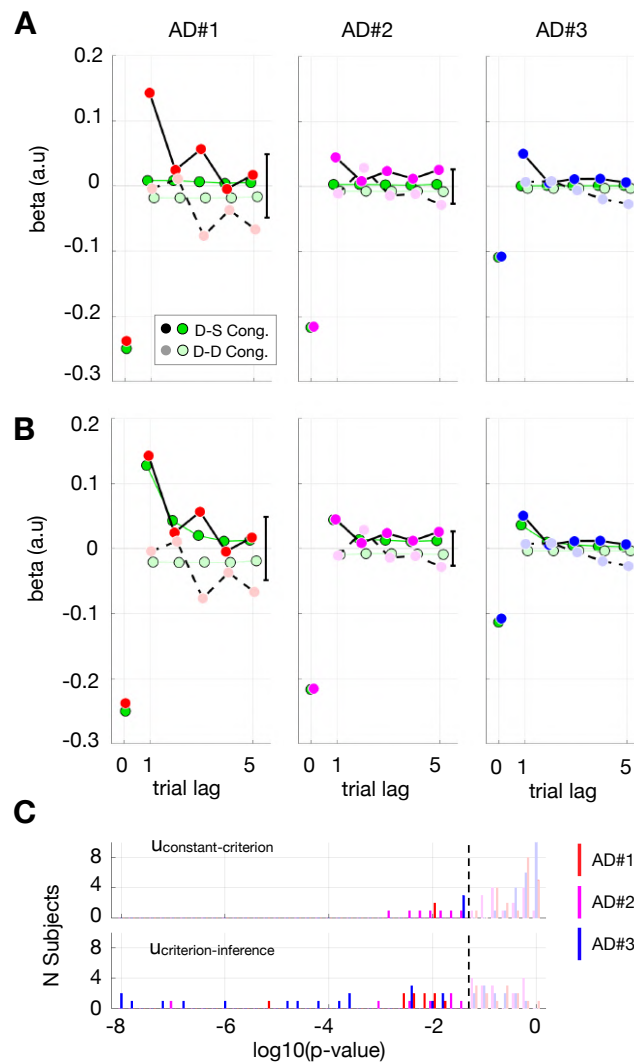 A
AD#1
AD#2
AD#3
0.2
0.1
0
-0.1
-0.2
-0.3
beta (a.u)
D-S Cong.
D-D Cong.
B
0.2
0.1
0
-0.1
-0.2
-0.3
beta (a.u)
0 1 5
0 1 5
0 1 5
trial lag
trial lag
trial lag
C
8
4
0
uconstant-criterion
AD#1
AD#2
AD#3
N Subjects
8
4
0
ucriterion-inference
-8 -6 -4 -2 0
log10(p-value)